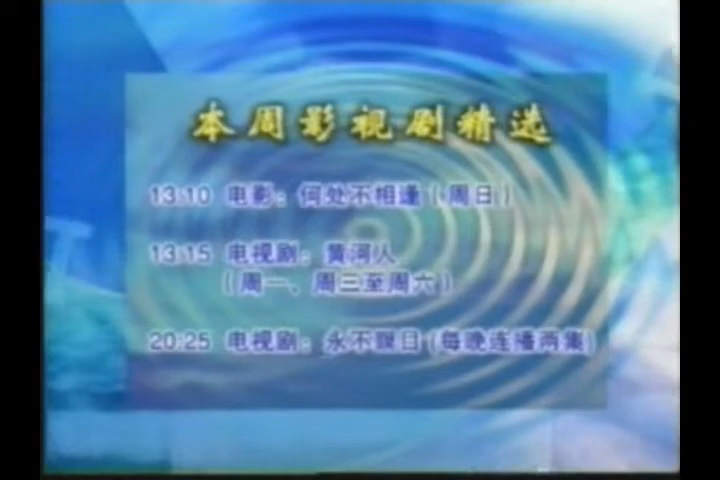 本周影视剧精选
13:10 电影：何处不相逢（周日）
13:15 电视剧：黄河人
（周一、周三至周六）
20:25 电视剧：永不瞑目（每晚连播两集）